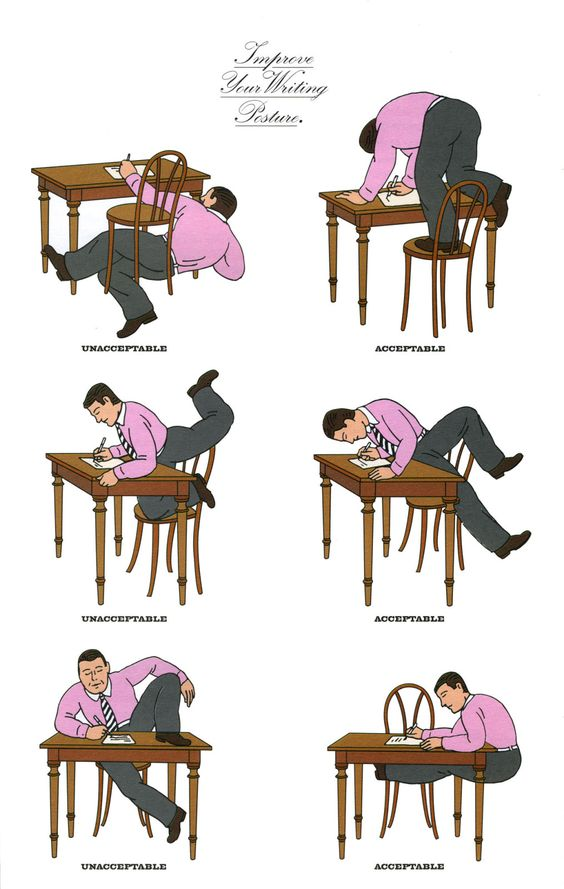 Improve
Your Writing
Posture.
UNACCEPTABLE
ACCEPTABLE
UNACCEPTABLE
ACCEPTABLE
UNACCEPTABLE
ACCEPTABLE